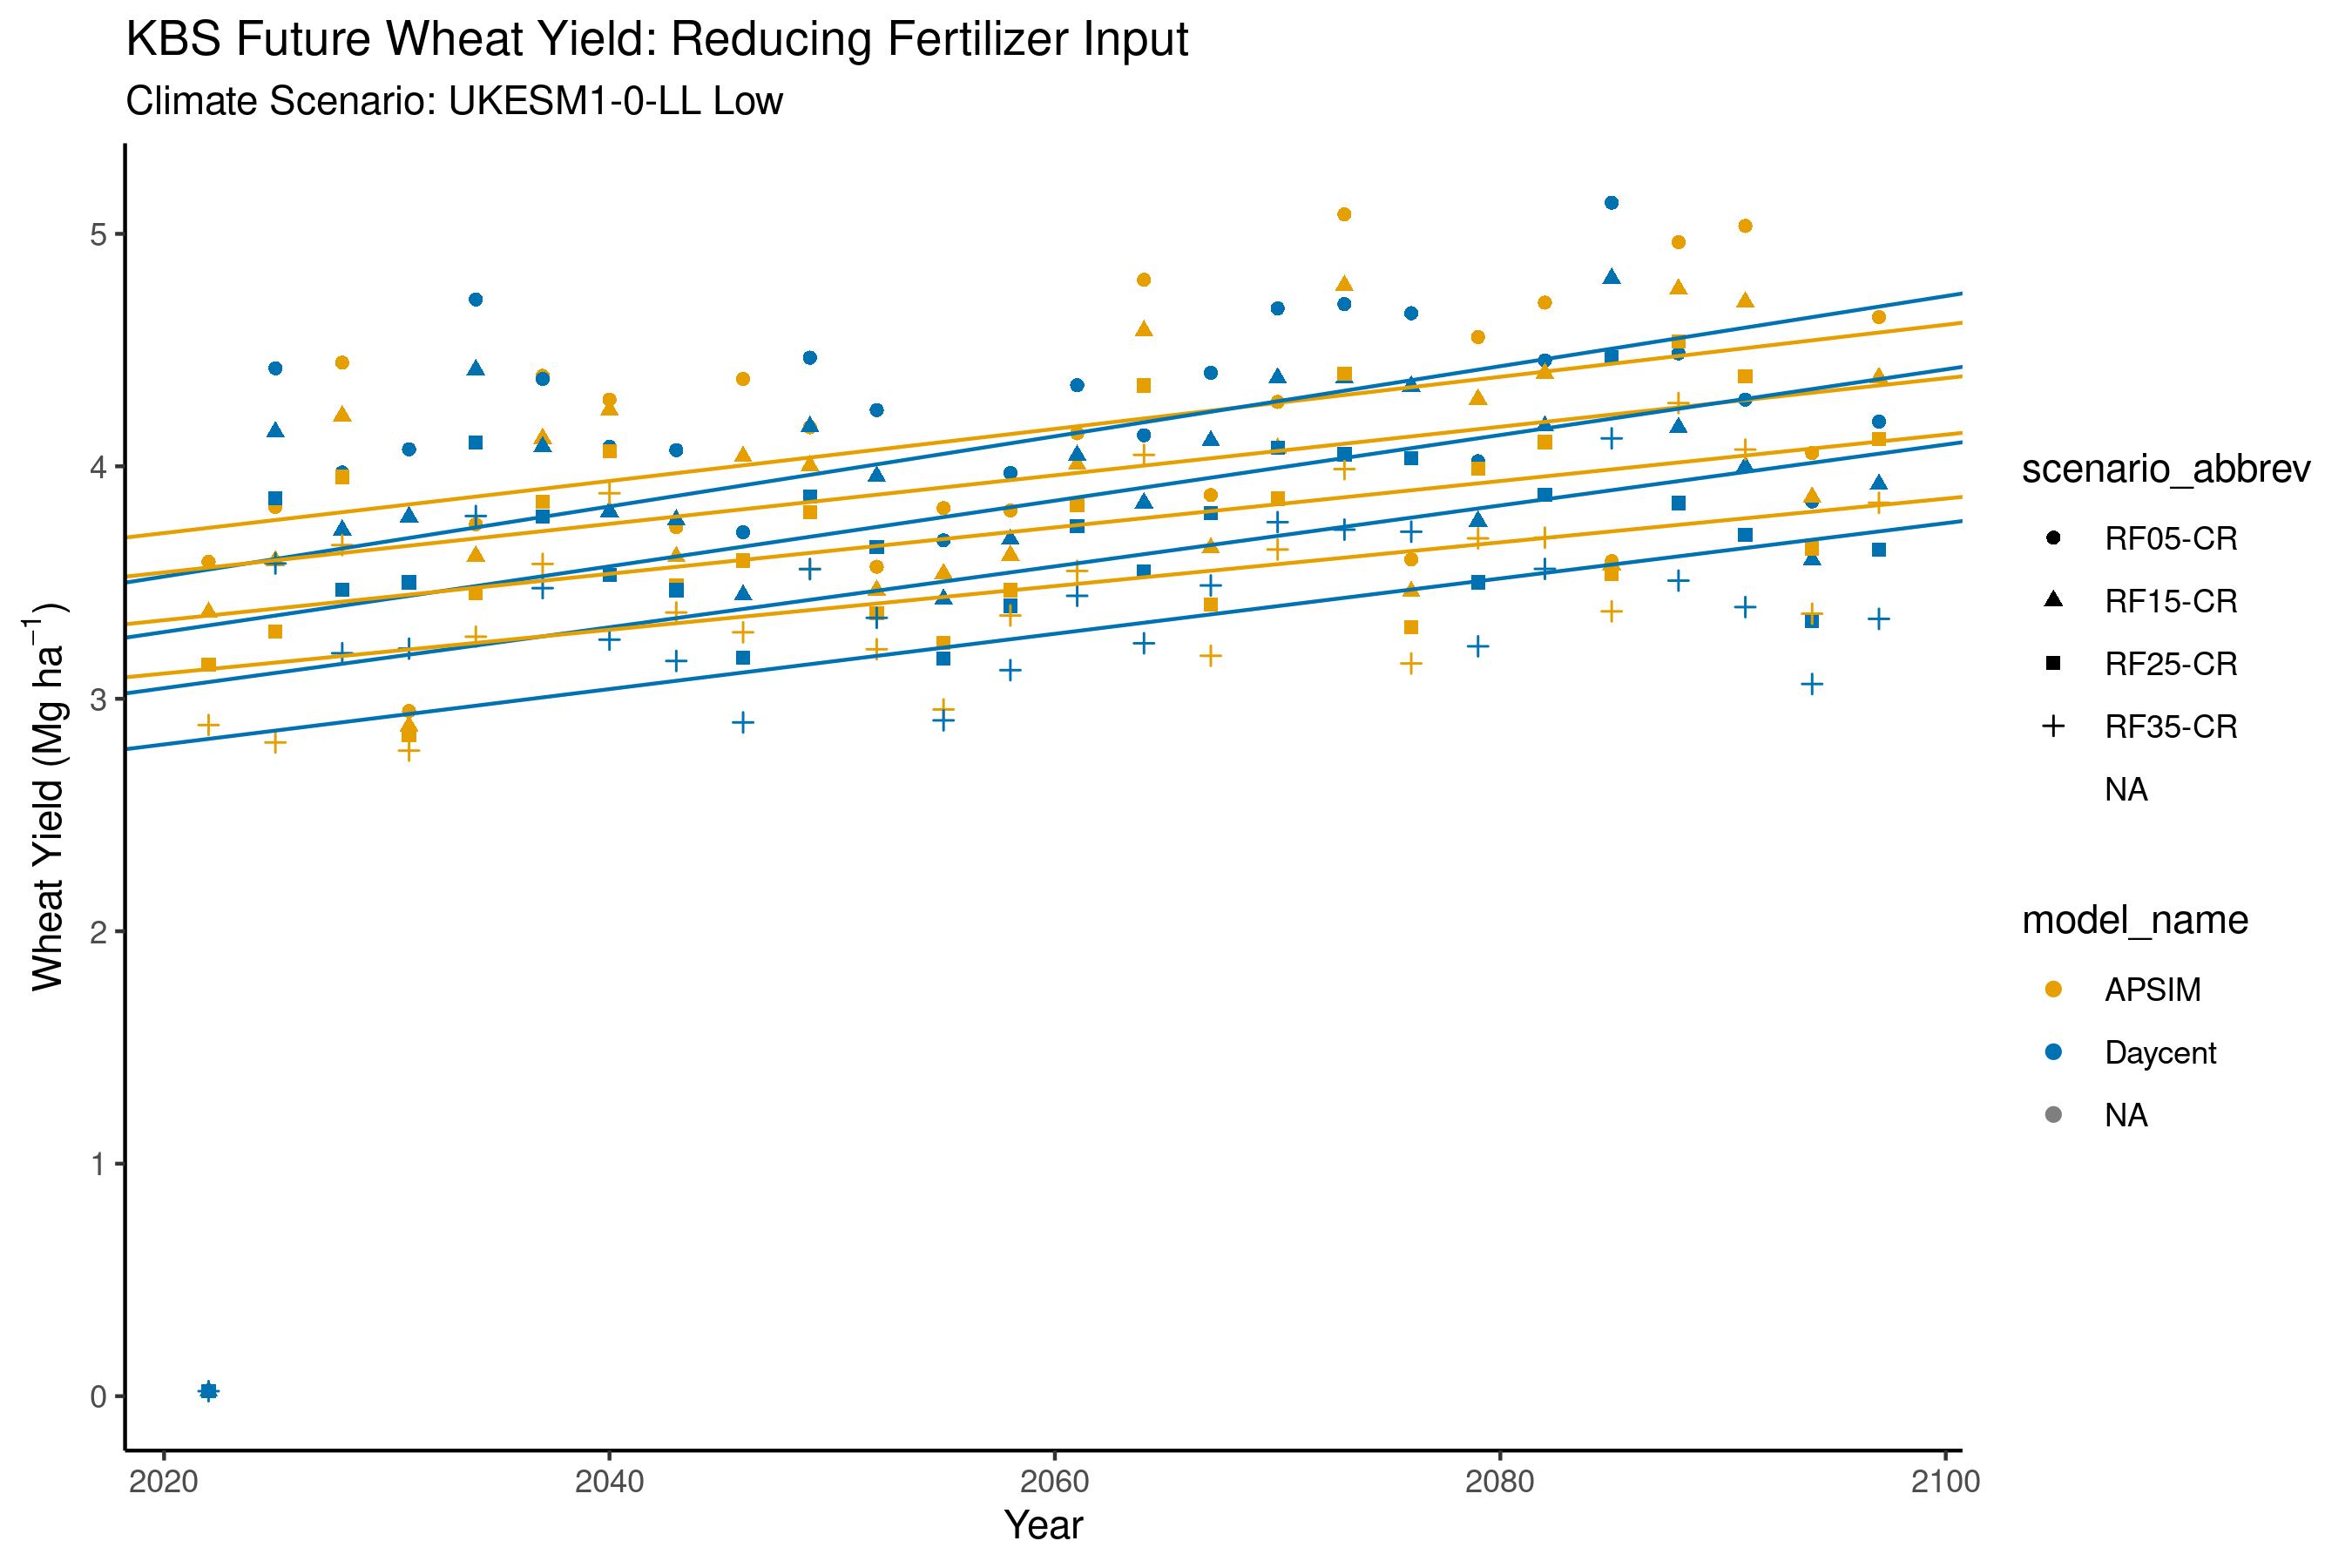 KBS Future Wheat Yield: Reducing Fertilizer Input
Climate Scenario: UKESM1-0-LL Low
Wheat Yield (Mg ha⁻¹)
5
4
3
2
1
0
2020 2040 2060 2080 2100
Year
scenario_abbrev
RF05-CR
RF15-CR
RF25-CR
RF35-CR
NA
model_name
APSIM
Daycent
NA